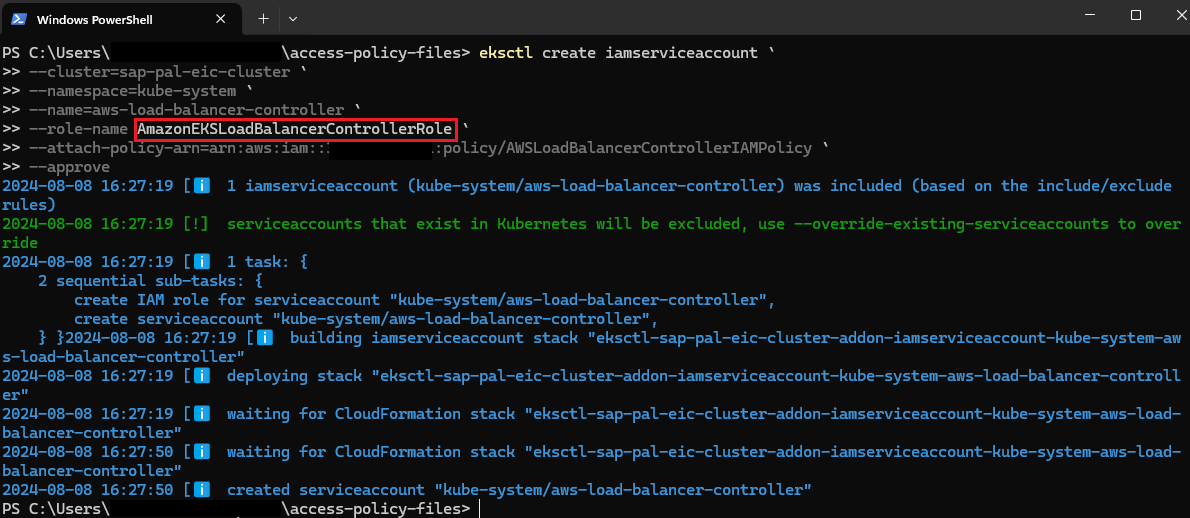 Windows PowerShell
PS C:\Users\ \access-policy-files> eksctl create iamserviceaccount `
>> --cluster=sap-pal-eic-cluster `
>> --namespace=kube-system `
>> --name=aws-load-balancer-controller `
>> --role-name AmazonEKSLoadBalancerControllerRole `
>> --attach-policy-arn=arn:aws:iam:: :policy/AWSLoadBalancerControllerIAMPolicy `
>> --approve
2024-08-08 16:27:19 [ℹ]  1 iamserviceaccount (kube-system/aws-load-balancer-controller) was included (based on the include/exclude
rules)
2024-08-08 16:27:19 [!]  serviceaccounts that exist in Kubernetes will be excluded, use --override-existing-serviceaccounts to over
ride
2024-08-08 16:27:19 [ℹ]  1 task: {
    2 sequential sub-tasks: {
        create IAM role for serviceaccount "kube-system/aws-load-balancer-controller",
        create serviceaccount "kube-system/aws-load-balancer-controller",
    } }2024-08-08 16:27:19 [ℹ]  building iamserviceaccount stack "eksctl-sap-pal-eic-cluster-addon-iamserviceaccount-kube-system-aw
s-load-balancer-controller"
2024-08-08 16:27:19 [ℹ]  deploying stack "eksctl-sap-pal-eic-cluster-addon-iamserviceaccount-kube-system-aws-load-balancer-controll
er"
2024-08-08 16:27:19 [ℹ]  waiting for CloudFormation stack "eksctl-sap-pal-eic-cluster-addon-iamserviceaccount-kube-system-aws-load-
balancer-controller"
2024-08-08 16:27:50 [ℹ]  waiting for CloudFormation stack "eksctl-sap-pal-eic-cluster-addon-iamserviceaccount-kube-system-aws-load-
balancer-controller"
2024-08-08 16:27:50 [ℹ]  created serviceaccount "kube-system/aws-load-balancer-controller"
PS C:\Users\ \access-policy-files>